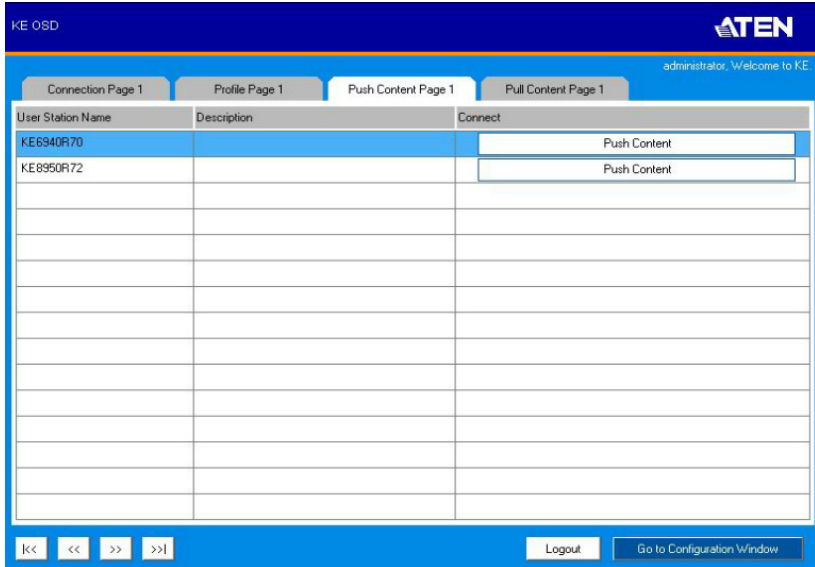 KE OSD
ATEN
administrator, Welcome to KE.
Connection Page 1 Profile Page 1 Push Content Page 1 Pull Content Page 1
User Station Name Description Connect
KE6940R70 Push Content
KE8950R72 Push Content
|<< << >> >>| Logout Go to Configuration Window